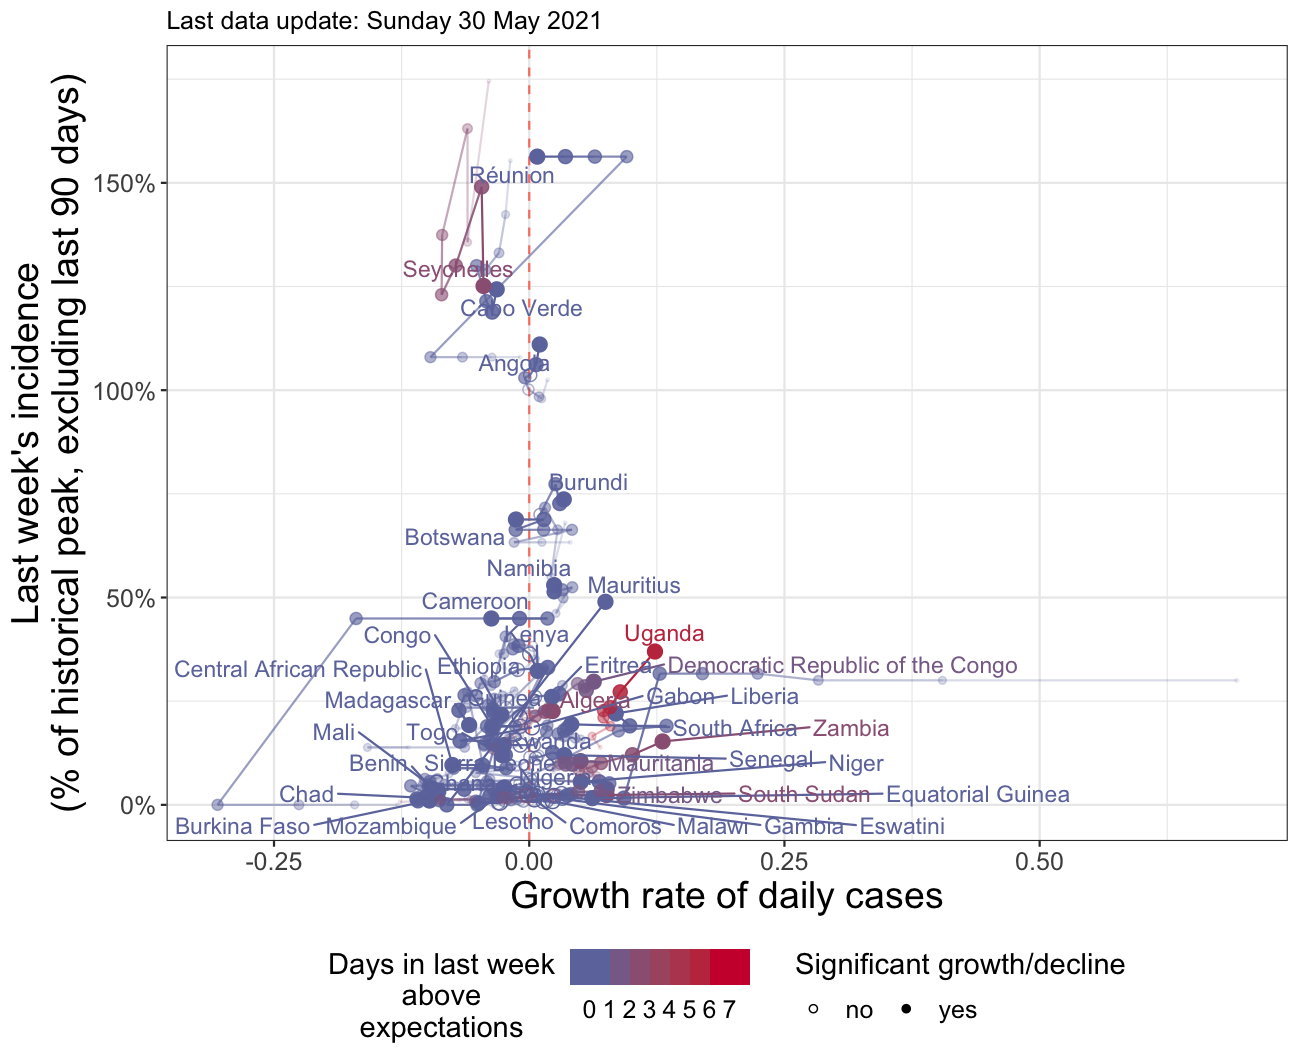 Last data update: Sunday 30 May 2021
Last week's incidence
(% of historical peak, excluding last 90 days)
150%
100%
50%
0%
Réunion
Seychelles
Cabo Verde
Angola
Burundi
Botswana
Namibia
Mauritius
Cameroon
Congo
Kenya
Uganda
Central African Republic
Ethiopia
Eritrea
Democratic Republic of the Congo
Madagascar
Guinea
Algeria
Gabon
Liberia
Mali
Togo
Rwanda
South Africa
Zambia
Benin
Sierra Leone
Mauritania
Senegal
Niger
Ghana
Nigeria
Chad
Zimbabwe
South Sudan
Equatorial Guinea
Burkina Faso
Mozambique
Lesotho
Comoros
Malawi
Gambia
Eswatini
-0.25
0.00
0.25
0.50
Growth rate of daily cases
Days in last week
above
expectations
0 1 2 3 4 5 6 7
Significant growth/decline
no
yes